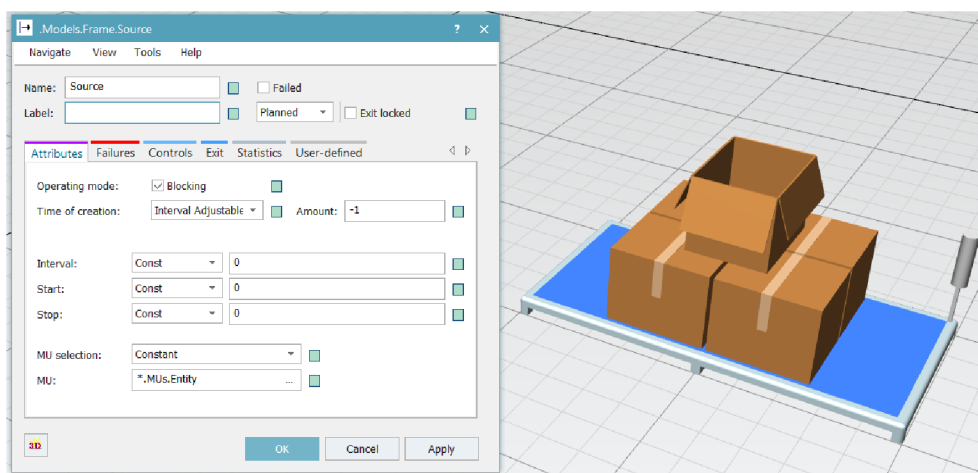 .Models.Frame.Source ? ×
Navigate View Tools Help
Name: Source Failed
Label: Planned Exit locked
Attributes Failures Controls Exit Statistics User-defined
Operating mode: Blocking
Time of creation: Interval Adjustable Amount: -1
Interval: Const 0
Start: Const 0
Stop: Const 0
MU selection: Constant
MU: *.MUs.Entity ...
3D OK Cancel Apply